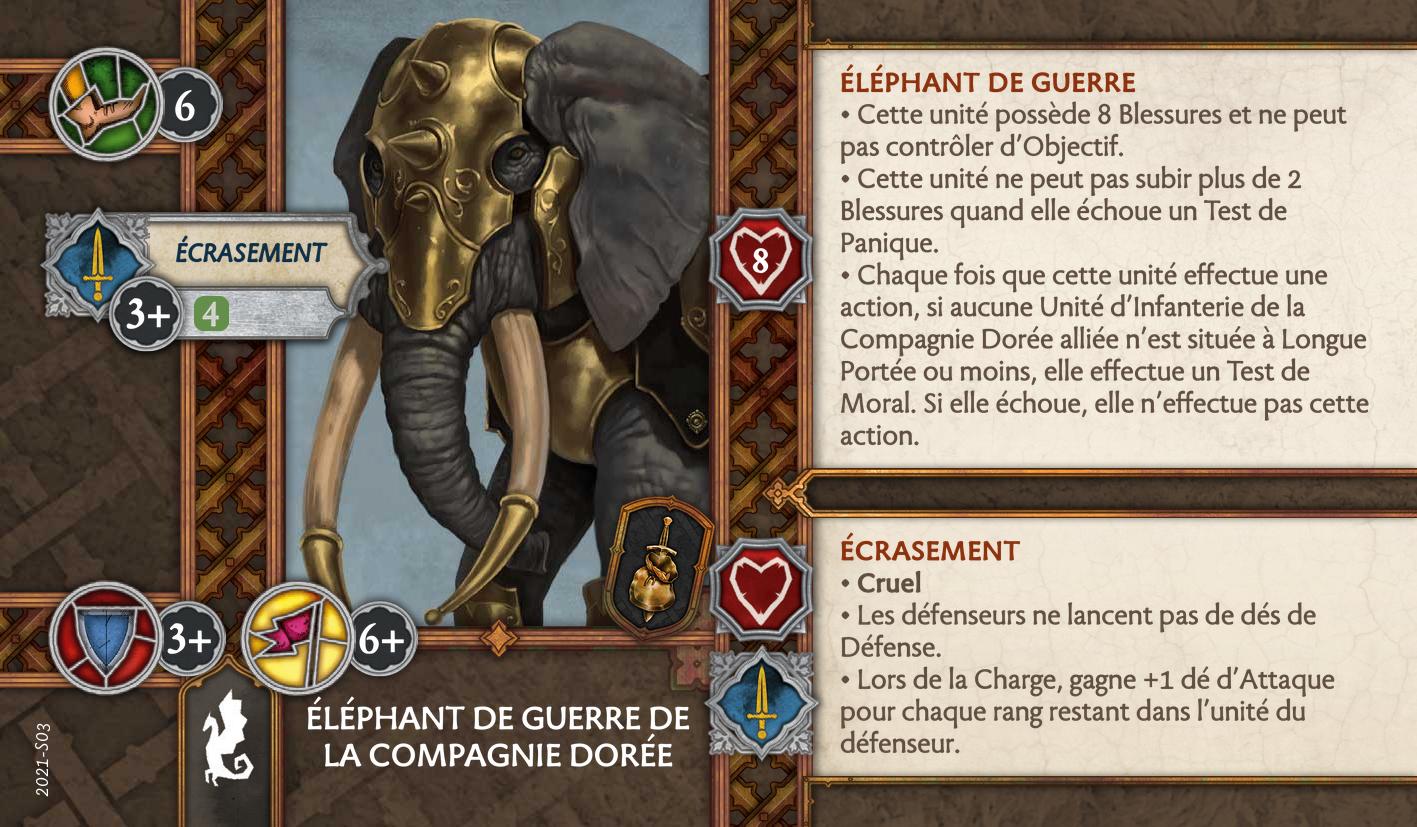 6
ÉCRASEMENT
3+ 4
8
3+ 6+
ÉLÉPHANT DE GUERRE DE
LA COMPAGNIE DORÉE
2021-S03
ÉLÉPHANT DE GUERRE
• Cette unité possède 8 Blessures et ne peut
pas contrôler d'Objectif.
• Cette unité ne peut pas subir plus de 2
Blessures quand elle échoue un Test de
Panique.
• Chaque fois que cette unité effectue une
action, si aucune Unité d'Infanterie de la
Compagnie Dorée alliée n'est située à Longue
Portée ou moins, elle effectue un Test de
Moral. Si elle échoue, elle n'effectue pas cette
action.
ÉCRASEMENT
• Cruel
• Les défenseurs ne lancent pas de dés de
Défense.
• Lors de la Charge, gagne +1 dé d'Attaque
pour chaque rang restant dans l'unité du
défenseur.